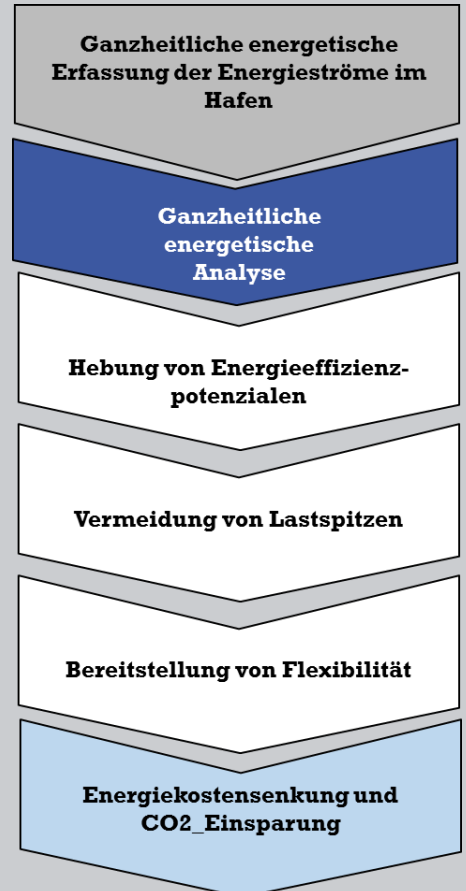 Ganzheitliche energetische
Erfassung der Energieströme im
Hafen
Ganzheitliche
energetische
Analyse
Hebung von Energieeffizienz-
potenzialen
Vermeidung von Lastspitzen
Bereitstellung von Flexibilität
Energiekostensenkung und
CO2_Einsparung